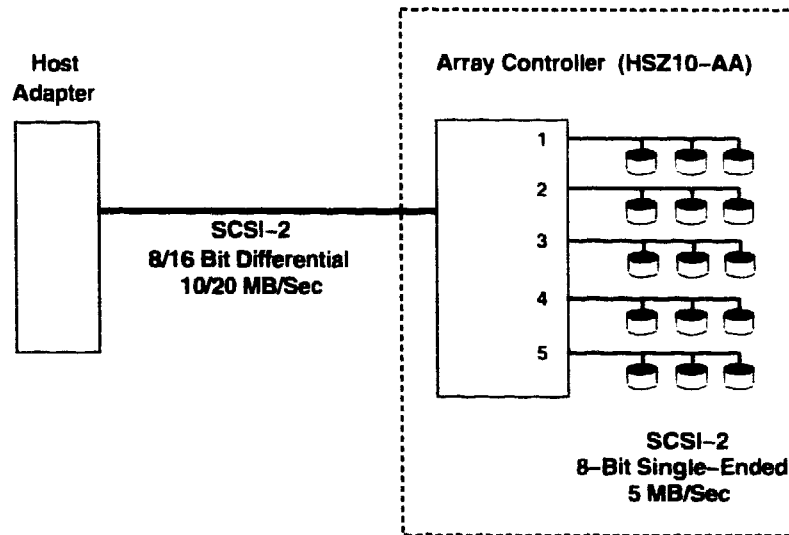 Host
Adapter
Array Controller (HSZ10–AA)
1
2
3
4
5
SCSI–2
8/16 Bit Differential
10/20 MB/Sec
SCSI–2
8–Bit Single–Ended
5 MB/Sec